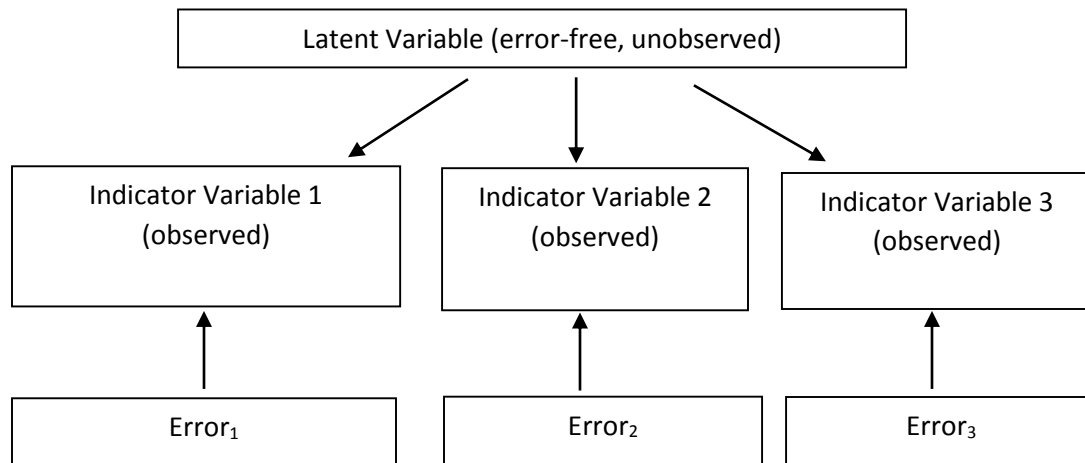 Latent Variable (error-free, unobserved)
Indicator Variable 1
(observed)
Indicator Variable 2
(observed)
Indicator Variable 3
(observed)
Error₁
Error₂
Error₃